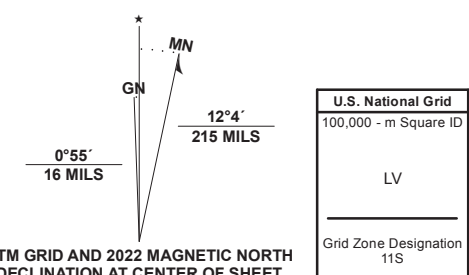 ★
MN
GN
12°4´
215 MILS
0°55´
16 MILS
TM GRID AND 2022 MAGNETIC NORTH
DECLINATION AT CENTER OF SHEET
U.S. National Grid
100,000 - m Square ID
LV
Grid Zone Designation
11S